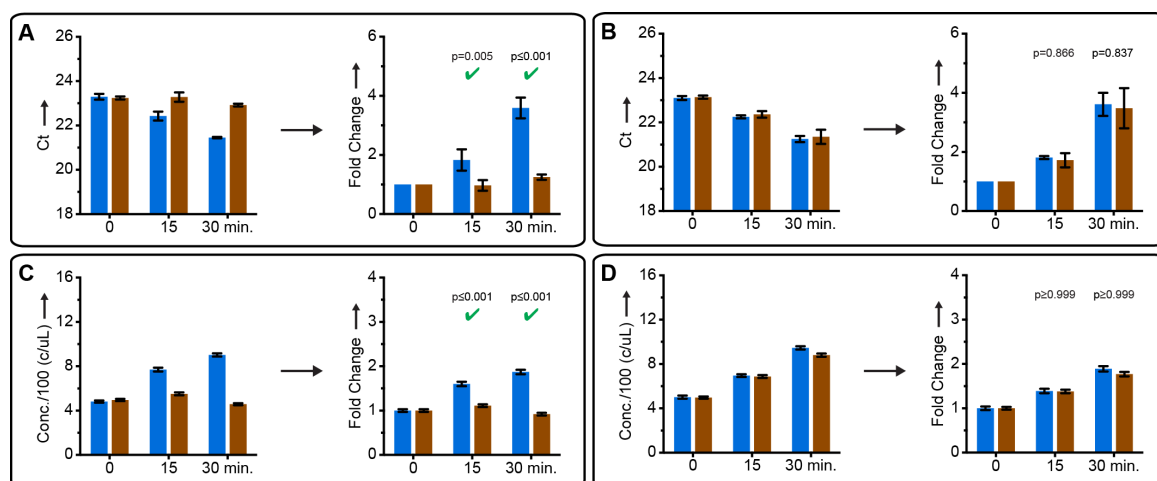 A
Ct
24
22
20
18
0
15
30 min.
Fold Change
6
4
2
0
p=0.005
p≤0.001
✓
✓
0
15
30 min.
B
Ct
26
24
22
20
18
0
15
30 min.
Fold Change
6
4
2
0
p=0.866
p=0.837
0
15
30 min.
C
Conc./100 (c/uL)
16
12
8
4
0
0
15
30 min.
Fold Change
4
3
2
1
0
p≤0.001
p≤0.001
✓
✓
0
15
30 min.
D
Conc./100 (c/uL)
16
12
8
4
0
0
15
30 min.
Fold Change
4
3
2
1
0
p≥0.999
p≥0.999
0
15
30 min.